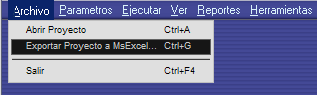 Archivo Parametros Ejecutar Ver Reportes Herramientas
Abrir Proyecto Ctrl+A
Exportar Proyecto a MsExcel... Ctrl+G
Salir Ctrl+F4